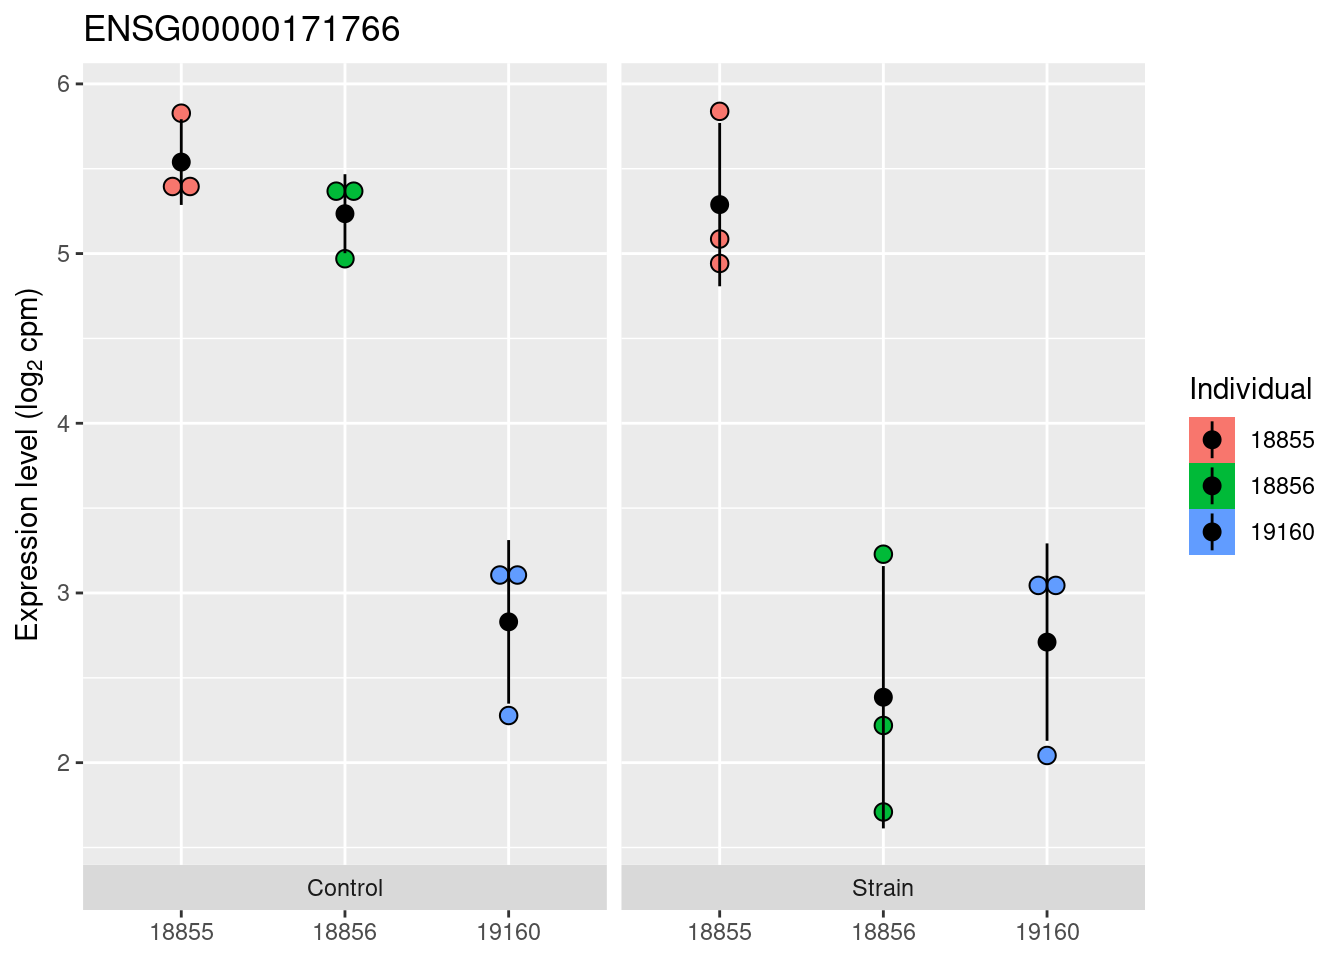 ENSG00000171766
Expression level (log₂ cpm)
6
5
4
3
2
Control
Strain
18855
18856
19160
18855
18856
19160
Individual
18855
18856
19160